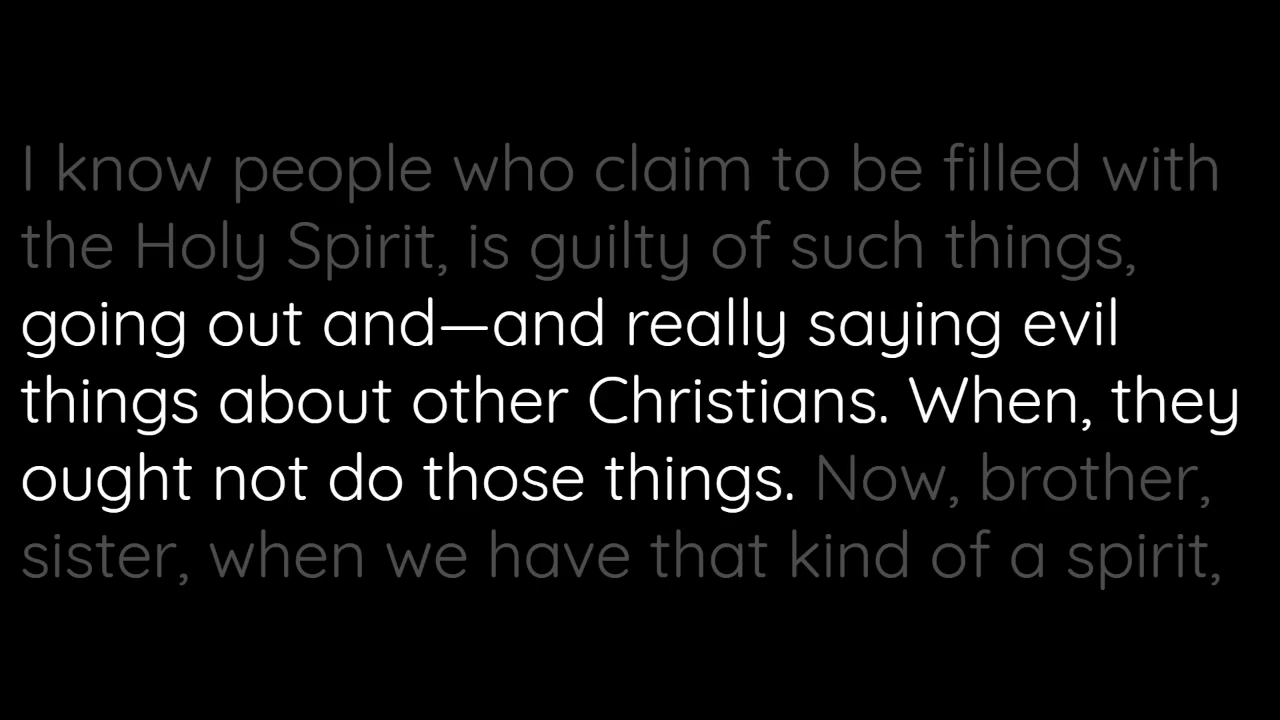 I know people who claim to be filled with
the Holy Spirit, is guilty of such things,
going out and—and really saying evil
things about other Christians. When, they
ought not do those things. Now, brother,
sister, when we have that kind of a spirit,